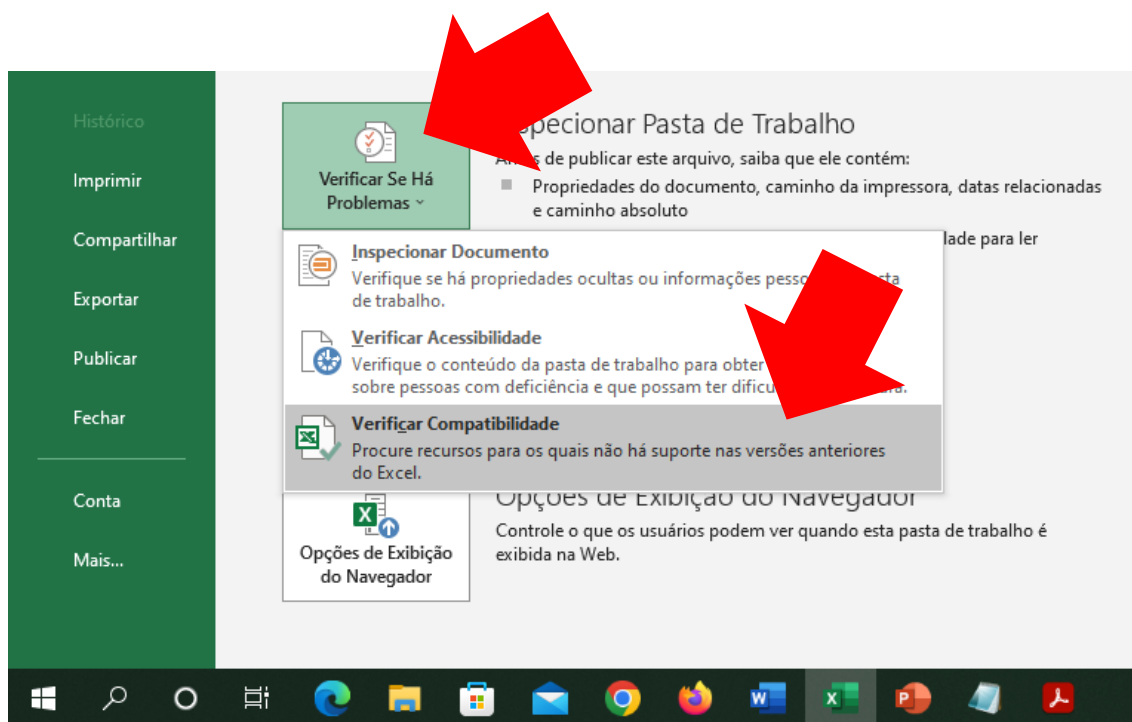 Histórico
Imprimir
Compartilhar
Exportar
Publicar
Fechar
Conta
Mais...
Verificar Se Há
Problemas
Inspecionar Documento
Verifique se há propriedades ocultas ou informações
de trabalho.
Verificar
Verifique o conteúdo da pasta de trabalho para obter
sobre pessoas com deficiência e que possam ter
Verificar Compatibilidade
Procure recursos para os quais não há suporte nas versões anteriores
do Excel.
Pasta de Trabalho
de publicar este arquivo, saiba que ele contém:
Propriedades do documento, caminho da impressora, datas relacionadas
e caminho absoluto
para ler
Opções de Exibição
do Navegador
Opções de Exibição do Navegador
Controle o que os usuários podem ver quando esta pasta de trabalho é
exibida na Web.